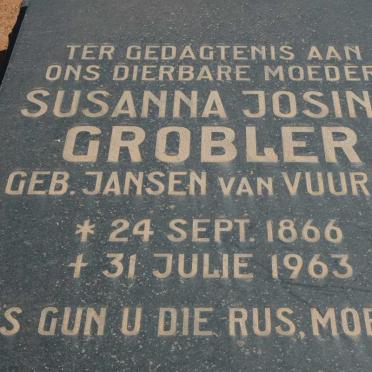 TER GEDAGTENIS AAN
ONS DIERBARE MOEDER
SUSANNA JOSIN
GROBLER
GEB. JANSEN VAN VUUR
* 24 SEPT. 1866
+ 31 JULIE 1963
S GUN U DIE RUS, MO